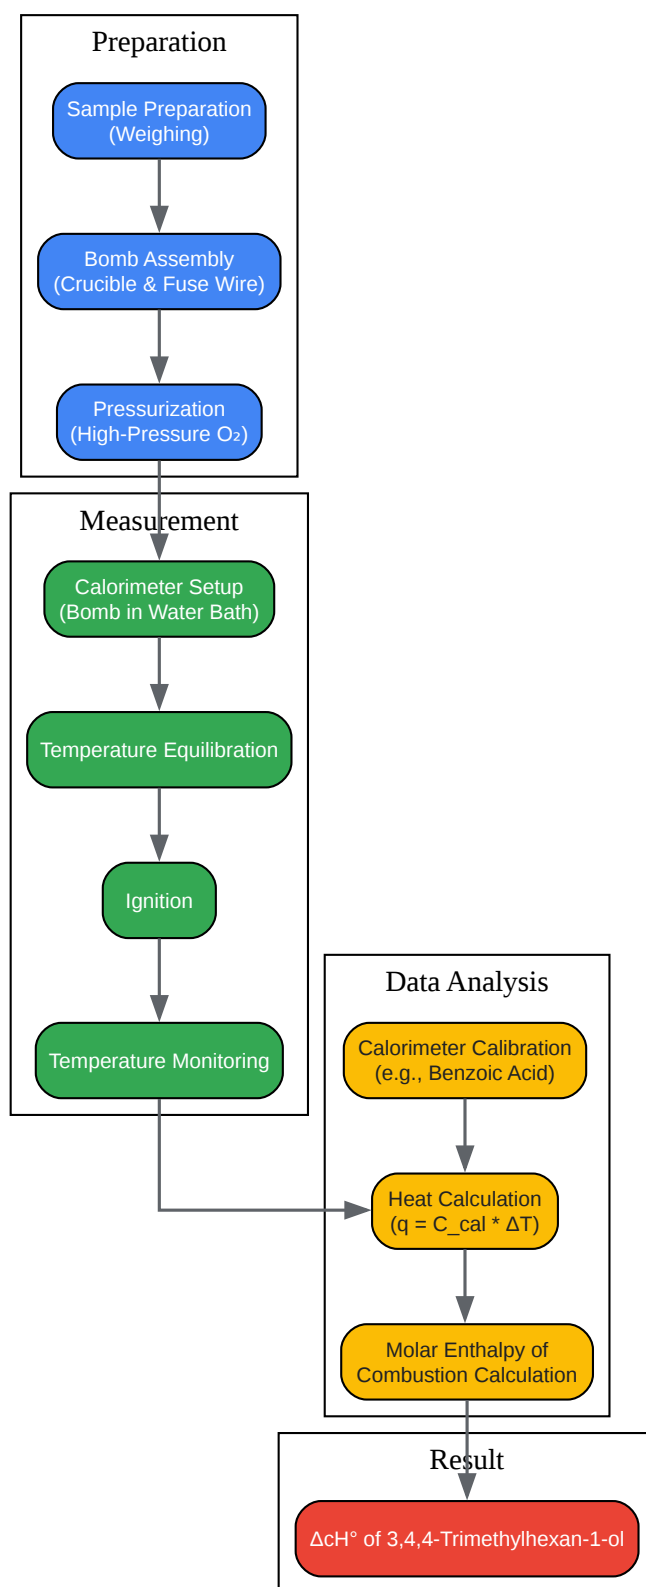 Preparation
Sample Preparation
(Weighing)
Bomb Assembly
(Crucible & Fuse Wire)
Pressurization
(High-Pressure O₂)
Measurement
Calorimeter Setup
(Bomb in Water Bath)
Temperature Equilibration
Ignition
Temperature Monitoring
Data Analysis
Calorimeter Calibration
(e.g., Benzoic Acid)
Heat Calculation
(q = C_cal * ΔT)
Molar Enthalpy of
Combustion Calculation
Result
ΔcH° of 3,4,4-Trimethylhexan-1-ol